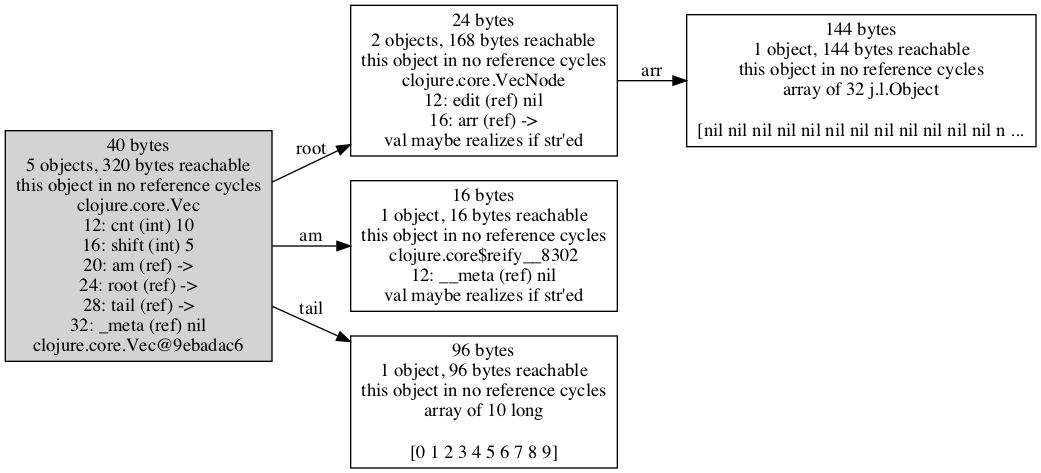 40 bytes
5 objects, 320 bytes reachable
this object in no reference cycles
clojure.core.Vec
12: cnt (int) 10
16: shift (int) 5
20: am (ref) ->
24: root (ref) ->
28: tail (ref) ->
32: _meta (ref) nil
clojure.core.Vec@9ebadac6
root
am
tail
24 bytes
2 objects, 168 bytes reachable
this object in no reference cycles
clojure.core.VecNode
12: edit (ref) nil
16: arr (ref) ->
val maybe realizes if str'ed
arr
144 bytes
1 object, 144 bytes reachable
this object in no reference cycles
array of 32 j.l.Object
[nil nil nil nil nil nil nil nil nil nil nil nil n ...
16 bytes
1 object, 16 bytes reachable
this object in no reference cycles
clojure.core$reify__8302
12: __meta (ref) nil
val maybe realizes if str'ed
96 bytes
1 object, 96 bytes reachable
this object in no reference cycles
array of 10 long
[0 1 2 3 4 5 6 7 8 9]